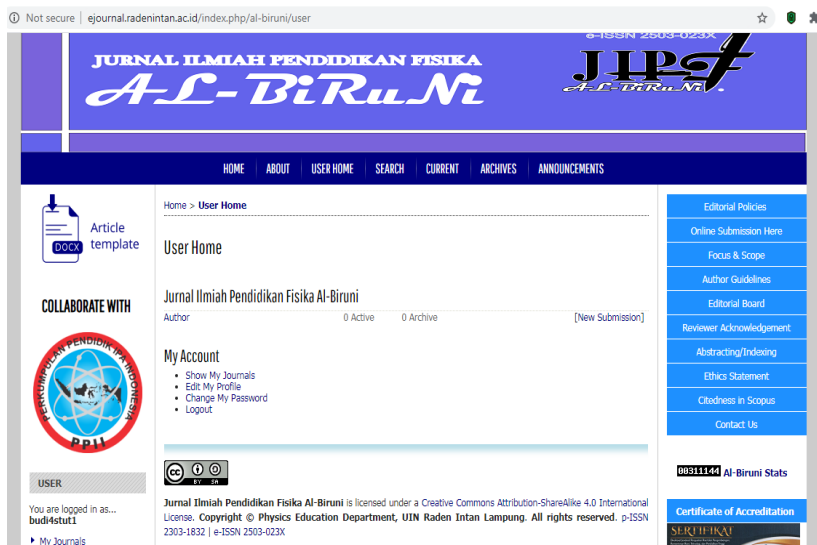 Not secure | ejournal.radenintan.ac.id/index.php/al-biruni/user
e-ISSN 2503-023X
JURNAL ILMIAH PENDIDIKAN FISIKA
AL-BiRuNi
JIPF
AL-BIRUNI
HOME ABOUT USER HOME SEARCH CURRENT ARCHIVES ANNOUNCEMENTS
DOCX
Article
template
COLLABORATE WITH
PERKUMPULAN PENDIDIK IPA INDONESIA
PPII
USER
You are logged in as...
budi4stut1
My Journals
Home > User Home
User Home
Jurnal Ilmiah Pendidikan Fisika Al-Biruni
Author 0 Active 0 Archive [New Submission]
My Account
Show My Journals
Edit My Profile
Change My Password
Logout
cc BY SA
Jurnal Ilmiah Pendidikan Fisika Al-Biruni is licensed under a Creative Commons Attribution-ShareAlike 4.0 International
License. Copyright © Physics Education Department, UIN Raden Intan Lampung. All rights reserved. p-ISSN
2303-1832 | e-ISSN 2503-023X
Editorial Policies
Online Submission Here
Focus & Scope
Author Guidelines
Editorial Board
Reviewer Acknowledgement
Abstracting/Indexing
Ethics Statement
Citedness in Scopus
Contact Us
00311144 Al-Biruni Stats
Certificate of Accreditation
SERTIFIKAT